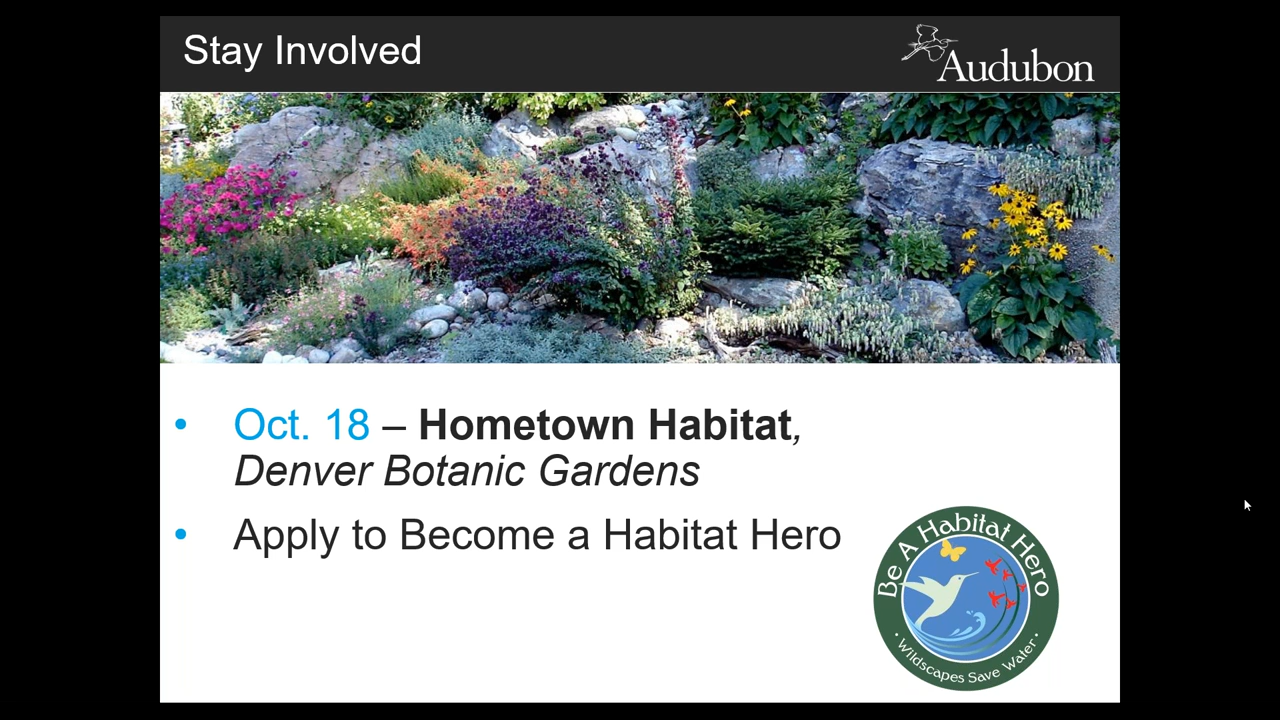 Stay Involved
Audubon
• Oct. 18 – Hometown Habitat,
Denver Botanic Gardens
• Apply to Become a Habitat Hero
Be A Habitat Hero
• Wildscapes Save Water •